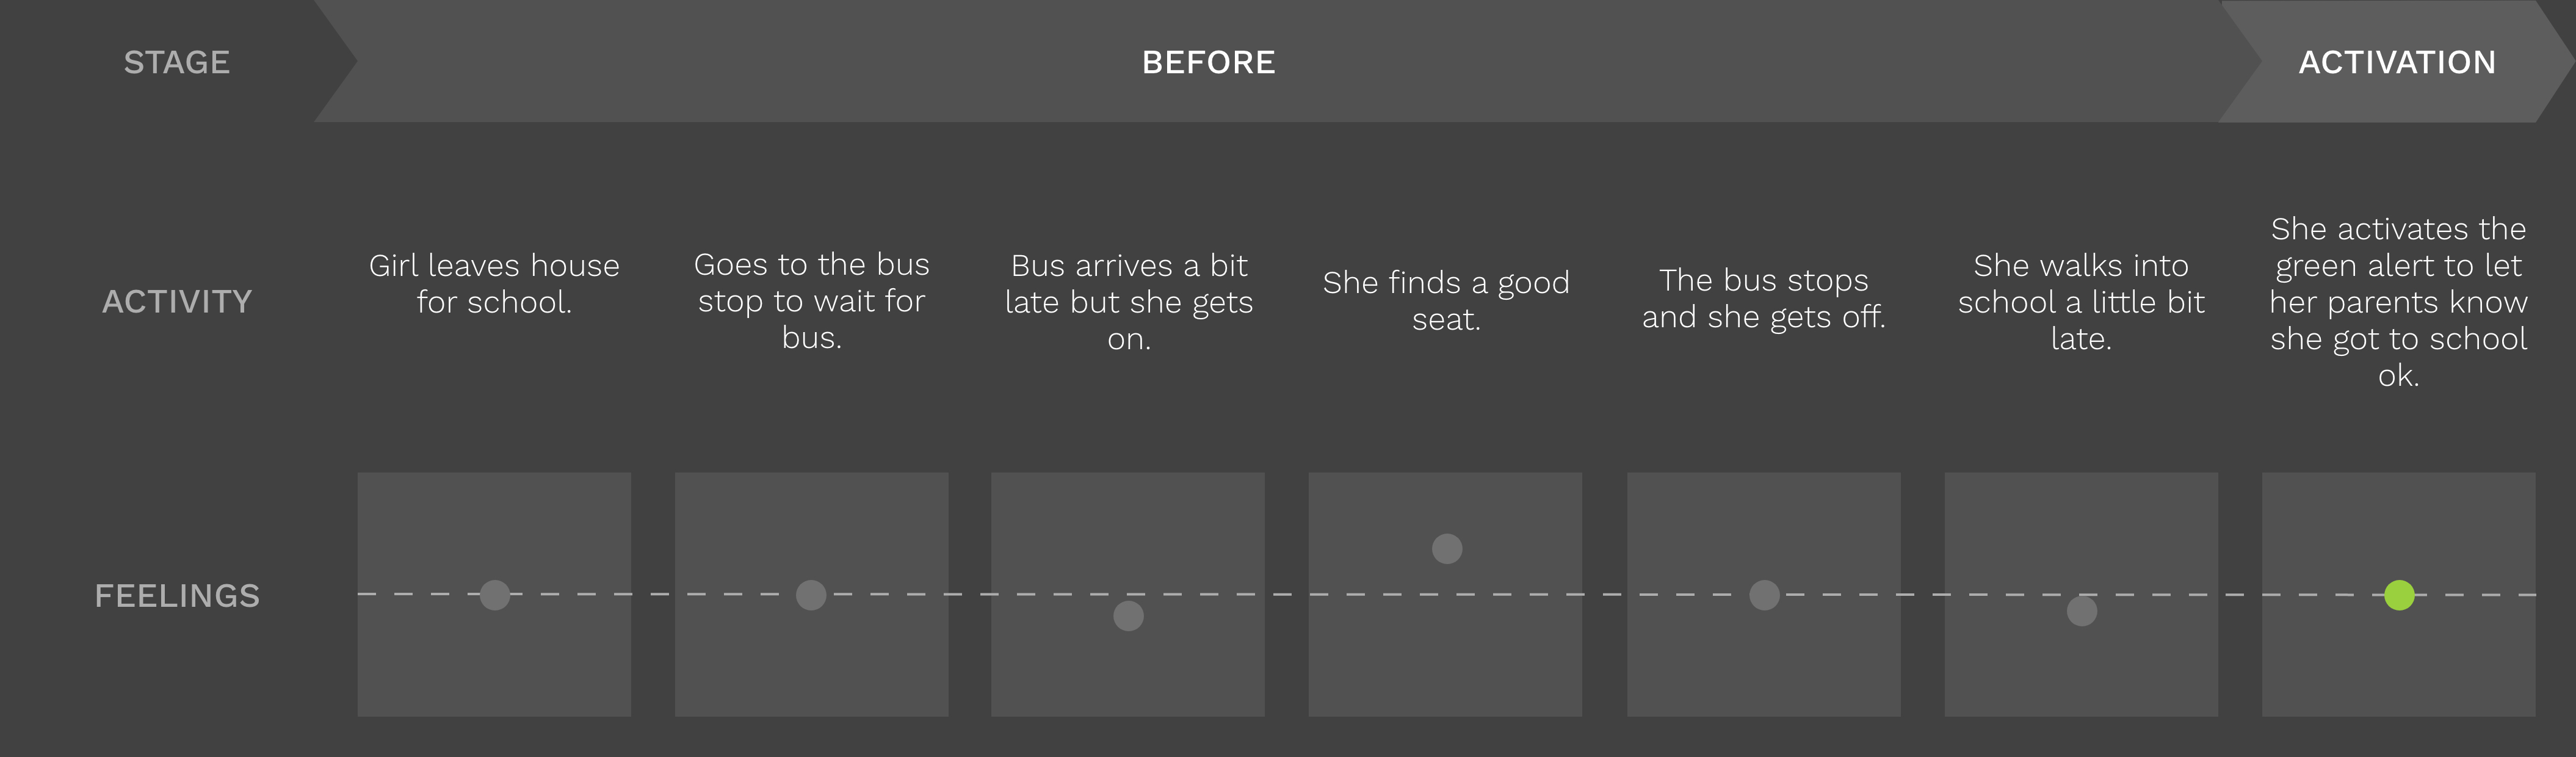 STAGE
BEFORE
ACTIVATION
ACTIVITY
Girl leaves house
for school.
Goes to the bus
stop to wait for
bus.
Bus arrives a bit
late but she gets
on.
She finds a good
seat.
The bus stops
and she gets off.
She walks into
school a little bit
late.
She activates the
green alert to let
her parents know
she got to school
ok.
FEELINGS